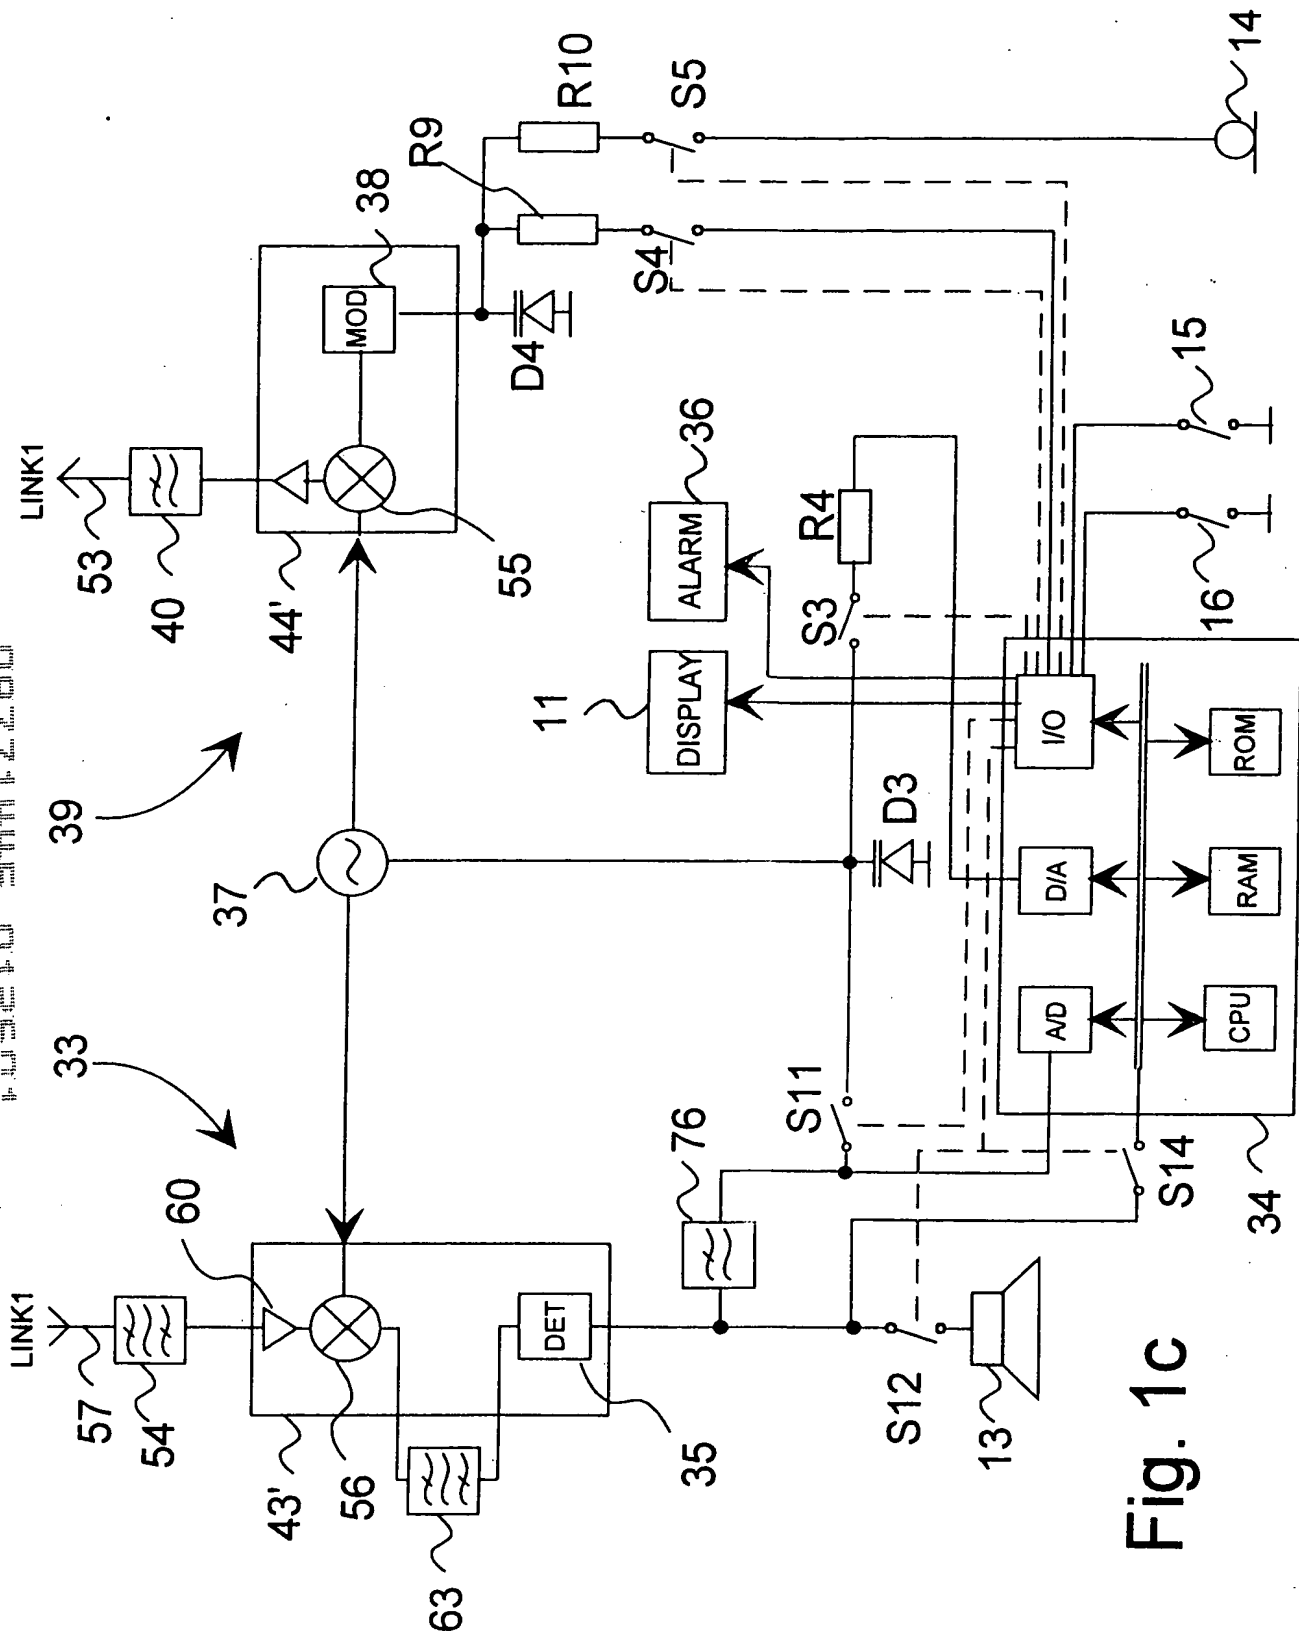 LINK1
57
54
60
33
43'
56
63
35
DET
76
S11
S12
13
S14
34
37
39
LINK1
53
40
44'
55
38
MOD
R9
R10
D4
S4
S5
14
11
DISPLAY
ALARM
36
S3
R4
D3
A/D
D/A
I/O
CPU
RAM
ROM
16
15
Fig. 1c